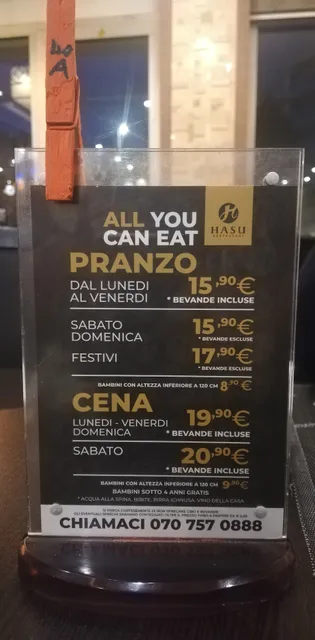 HASU
ALL YOU
CAN EAT
PRANZO
DAL LUNEDI
AL VENERDI
15,90€
* BEVANDE INCLUSE
SABATO
DOMENICA
15,90€
* BEVANDE ESCLUSE
FESTIVI
17,90€
* BEVANDE ESCLUSE
BAMBINI CON ALTEZZA INFERIORE A 120 CM 8,90€
CENA
LUNEDI - VENERDI
DOMENICA
19,90€
* BEVANDE INCLUSE
SABATO
20,90€
* BEVANDE INCLUSE
BAMBINI CON ALTEZZA INFERIORE A 120 CM 9,90€
BAMBINI SOTTO 4 ANNI GRATIS
* ACQUA ALLA SPINA, BIBITE, BIRRA ICHNUSA, VINO DELLA CASA
CHIAMACI 070 757 0888